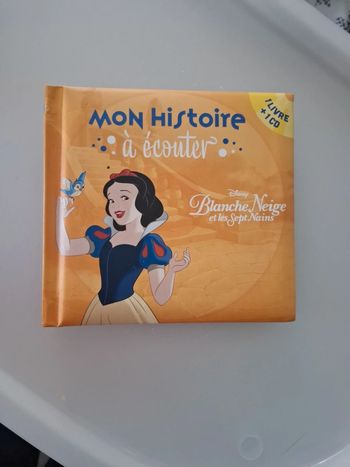 MON HISTOIRE
à écouter
1 LIVRE
+ 1 CD
Disney
Blanche Neige
et les Sept Nains